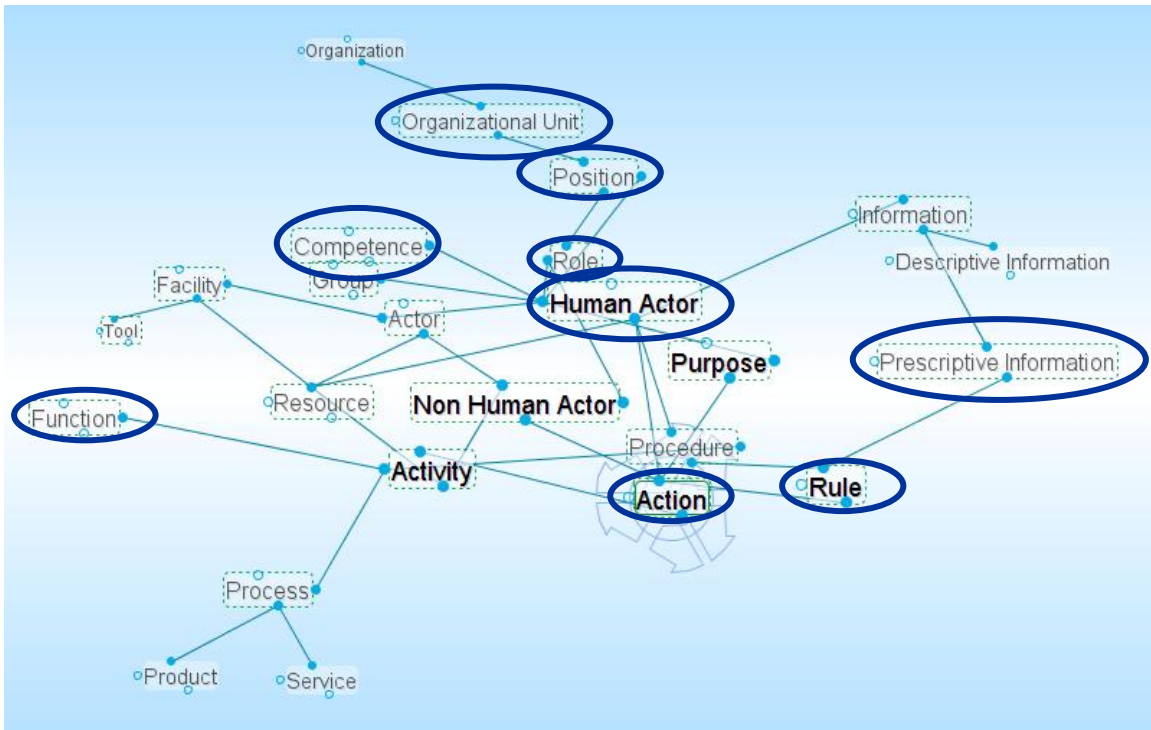 Organization
Organizational Unit
Position
Information
Competence
Role
Descriptive Information
Group
Facility
Human Actor
Actor
Tool
Purpose
Prescriptive Information
Resource
Non Human Actor
Function
Procedure
Activity
Rule
Action
Process
Product
Service